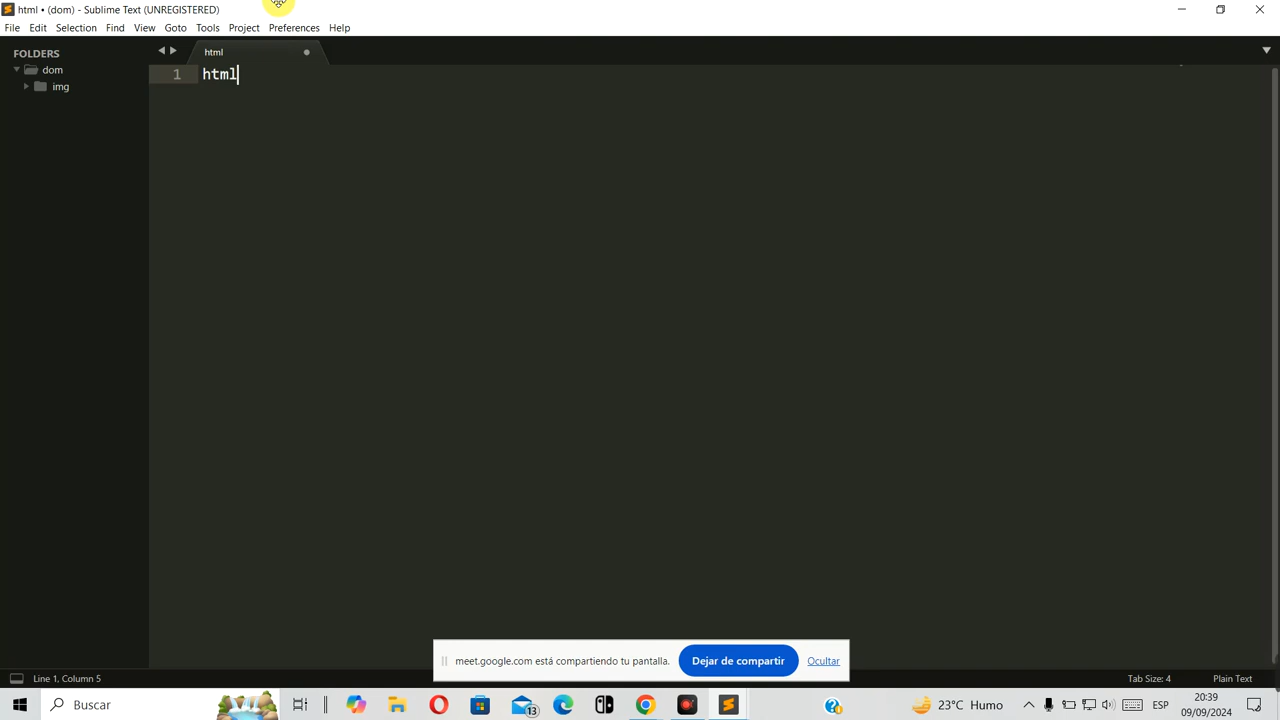 html • (dom) - Sublime Text (UNREGISTERED)
File Edit Selection Find View Goto Tools Project Preferences Help
FOLDERS
dom
img
html
1 html
meet.google.com está compartiendo tu pantalla. Dejar de compartir Ocultar
Line 1, Column 5 Tab Size: 4 Plain Text
Buscar 13 23°C Humo ESP
20:39
09/09/2024